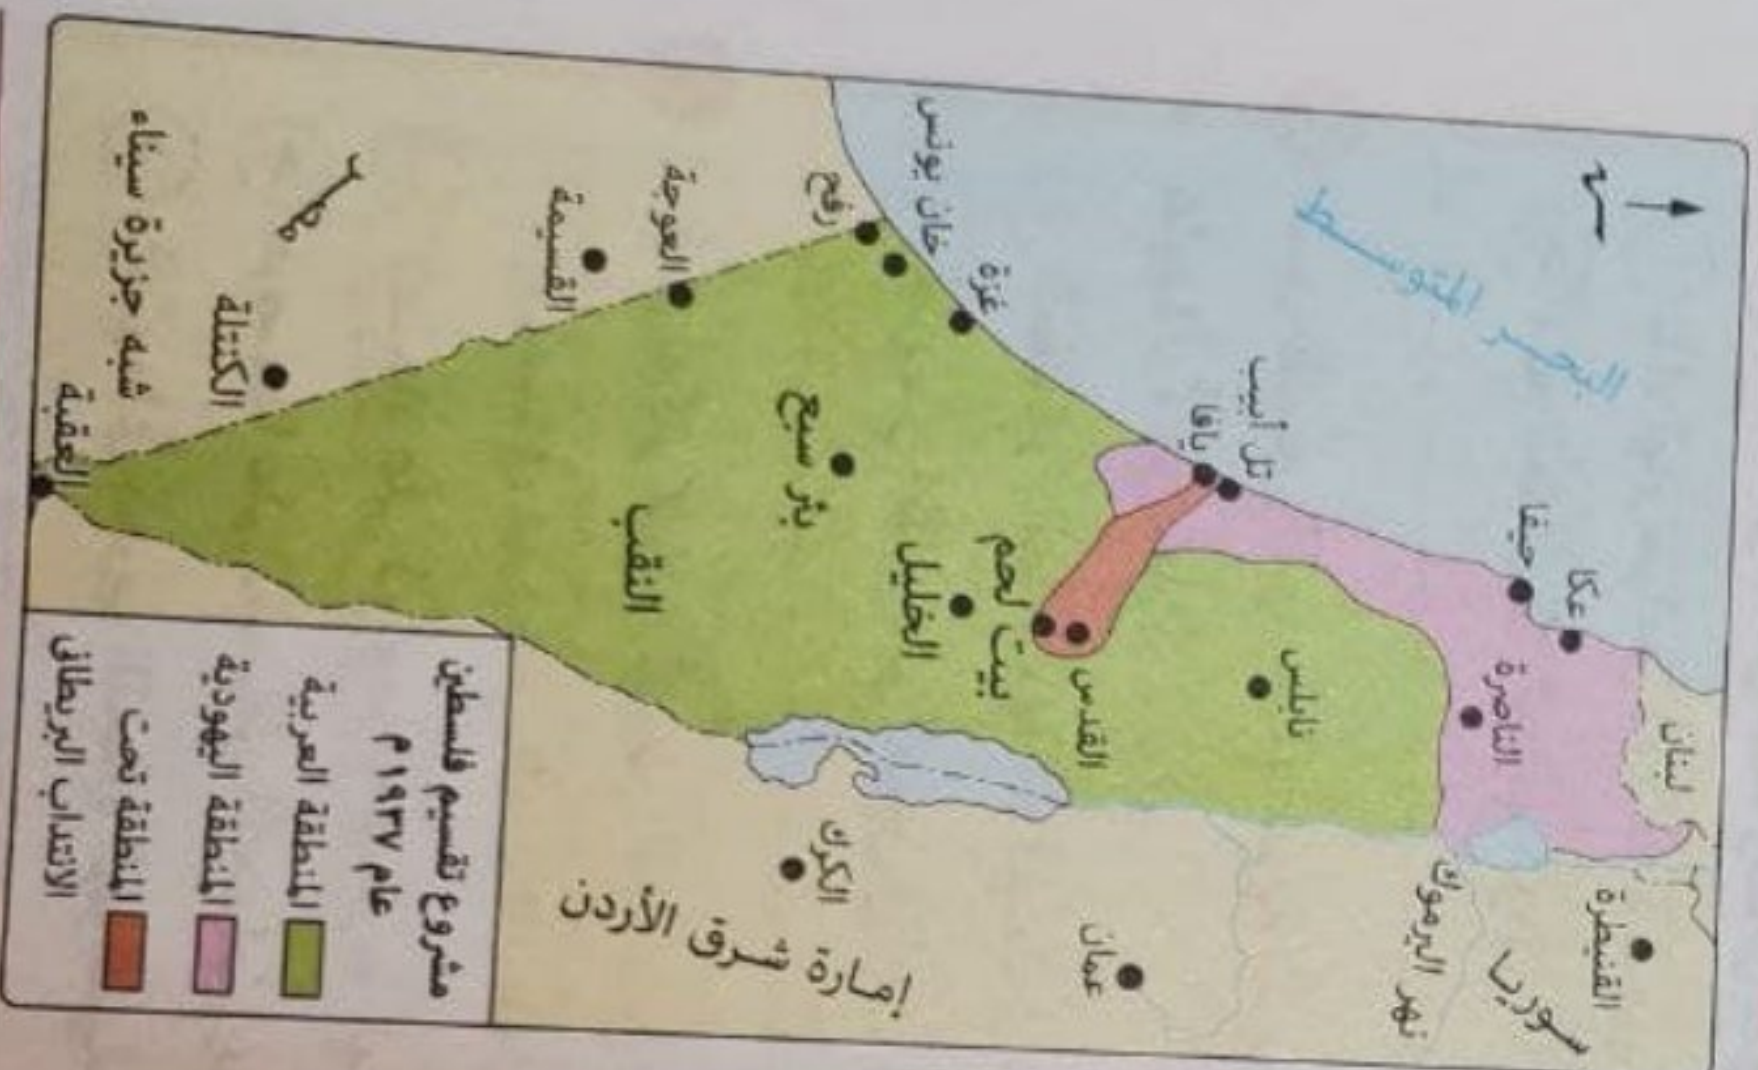 ش
البحر المتوسط
لبنان
عكا
حيفا
الناصرة
القنيطرة
سوريا
نهر اليرموك
تل أبيب
يافا
نابلس
عمان
القدس
بيت لحم
غزة
الخليل
خان يونس
رفح
بئر سبع
الكرك
إمارة شرق الأردن
العوجة
القسيمة
النقب
مصر
الكنتلة
شبه جزيرة سيناء
العقبة
مشروع تقسيم فلسطين
عام ١٩٣٧م
المنطقة العربية
المنطقة اليهودية
المنطقة تحت
الانتداب البريطانى